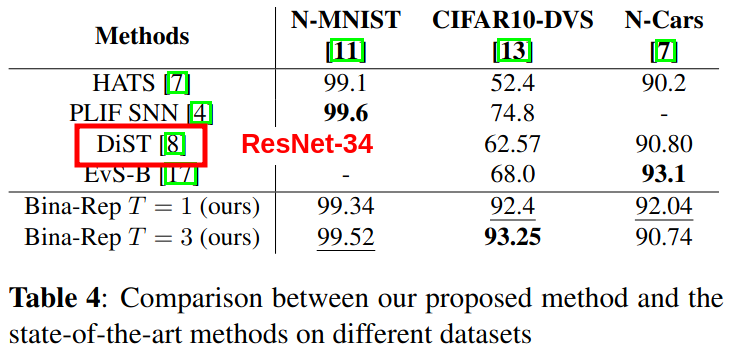 Methods N-MNIST CIFAR10-DVS N-Cars
[11] [13] [7]
HATS [7] 99.1 52.4 90.2
PLIF SNN [4] 99.6 74.8 -
DiST [8] ResNet-34 62.57 90.80
EvS-B [17] - 68.0 93.1
Bina-Rep T = 1 (ours) 99.34 92.4 92.04
Bina-Rep T = 3 (ours) 99.52 93.25 90.74
Table 4: Comparison between our proposed method and the
state-of-the-art methods on different datasets